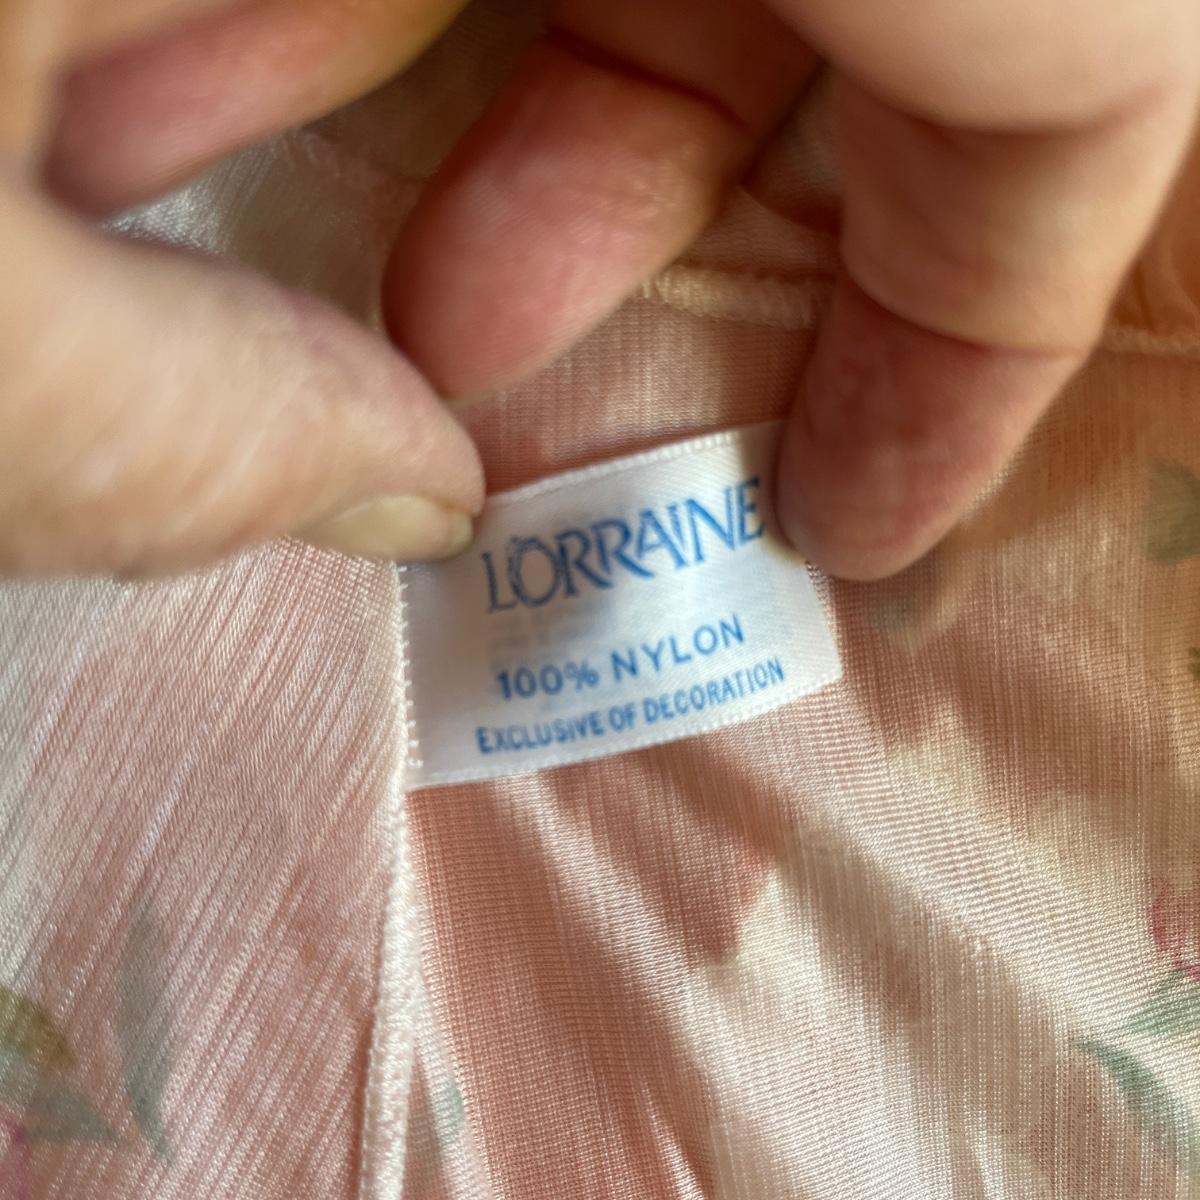 LORRAINE
100% NYLON
EXCLUSIVE OF DECORATION